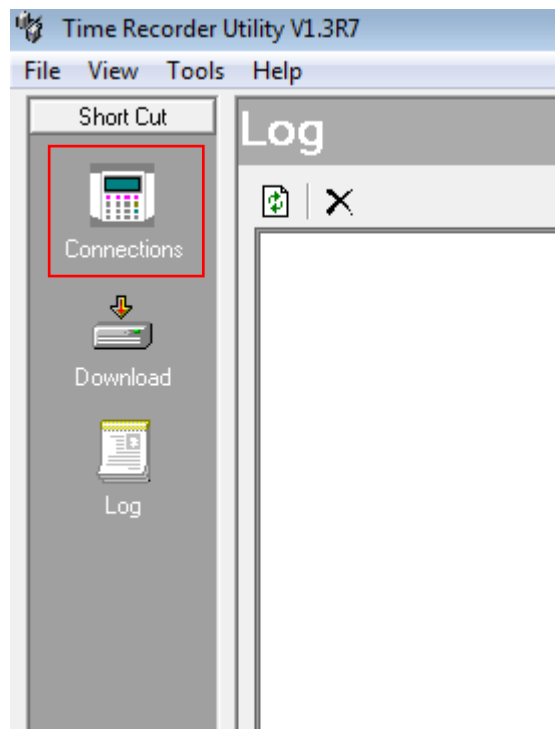 Time Recorder Utility V1.3R7
File View Tools Help
Short Cut
Log
Connections
Download
Log